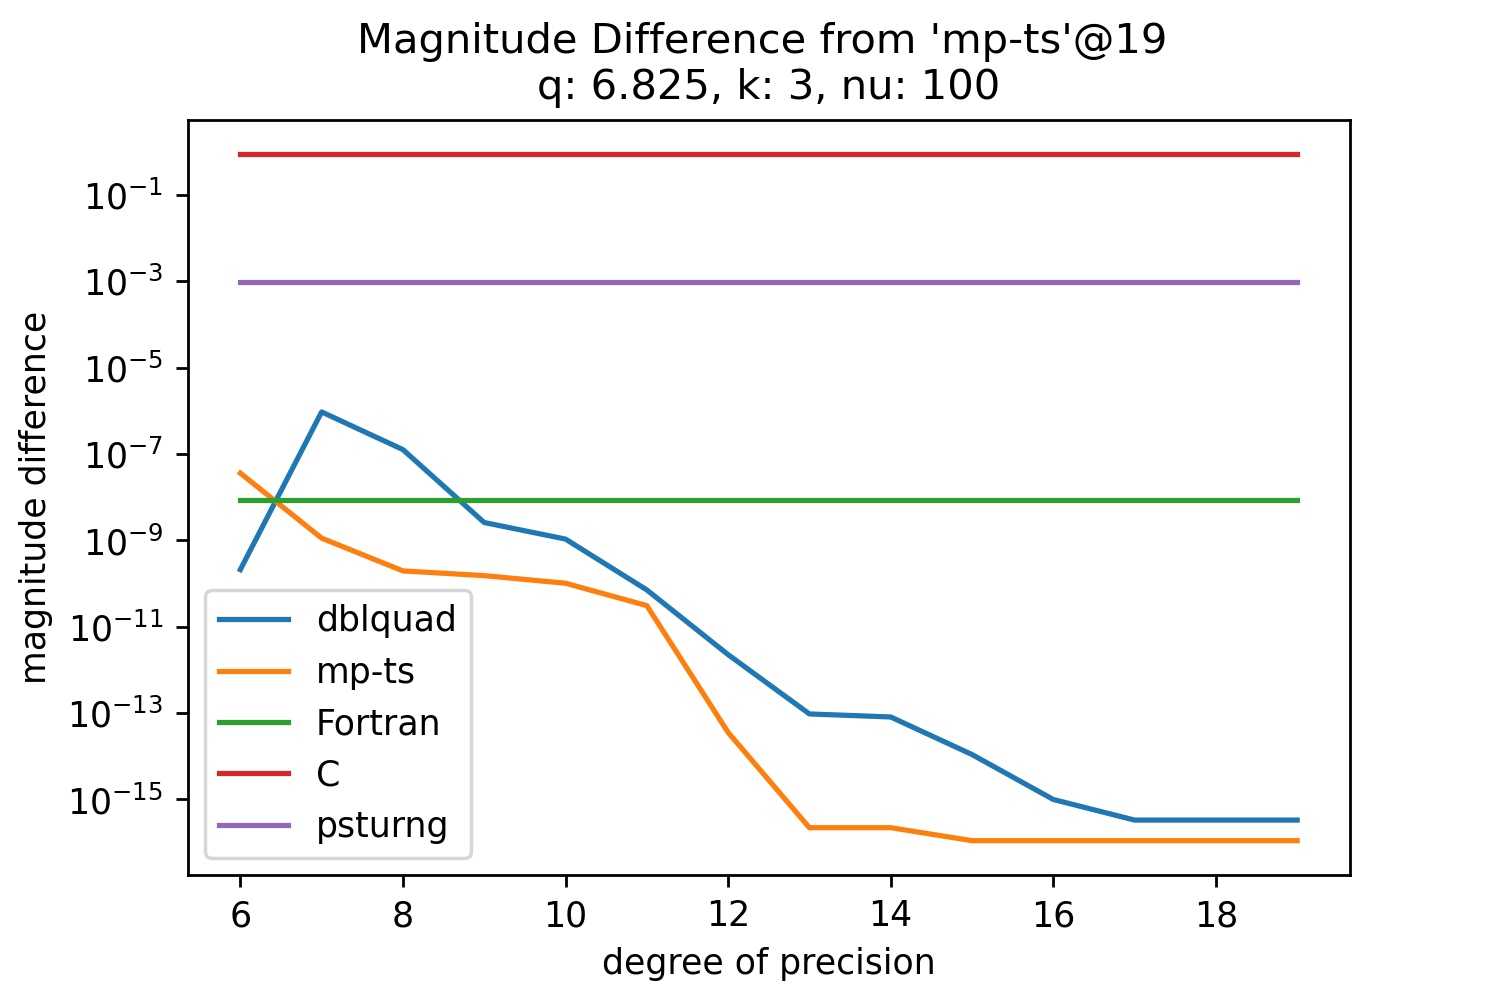 Magnitude Difference from 'mp-ts'@19
q: 6.825, k: 3, nu: 100
magnitude difference
10⁻¹
10⁻³
10⁻⁵
10⁻⁷
10⁻⁹
10⁻¹¹
10⁻¹³
10⁻¹⁵
dblquad
mp-ts
Fortran
C
psturng
6 8 10 12 14 16 18
degree of precision